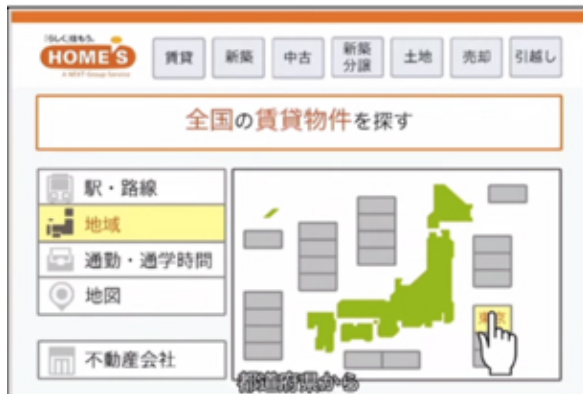 らしく住もう。
HOME'S
A NEXT Group Service
賃貸
新築
中古
新築
分譲
土地
売却
引越し
全国の賃貸物件を探す
駅・路線
地域
通勤・通学時間
地図
不動産会社
都道府県から